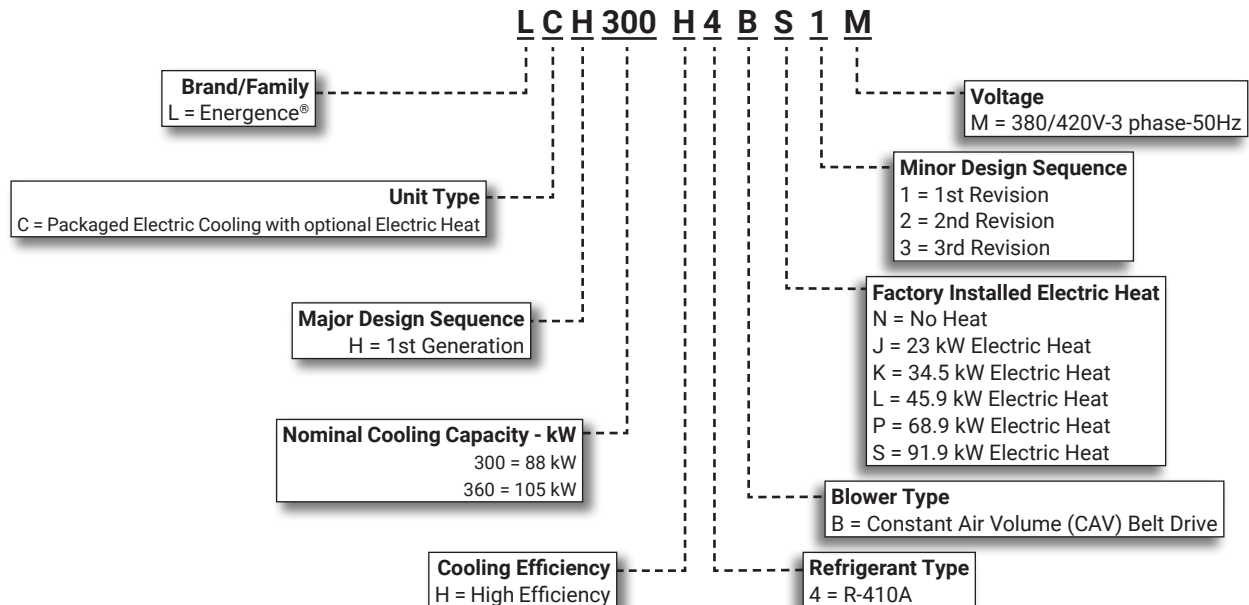 L C H 300 H 4 B S 1 M
Brand/Family
L = Energence®
Voltage
M = 380/420V-3 phase-50Hz
Unit Type
C = Packaged Electric Cooling with optional Electric Heat
Minor Design Sequence
1 = 1st Revision
2 = 2nd Revision
3 = 3rd Revision
Major Design Sequence
H = 1st Generation
Factory Installed Electric Heat
N = No Heat
J = 23 kW Electric Heat
K = 34.5 kW Electric Heat
L = 45.9 kW Electric Heat
P = 68.9 kW Electric Heat
S = 91.9 kW Electric Heat
Nominal Cooling Capacity - kW
300 = 88 kW
360 = 105 kW
Blower Type
B = Constant Air Volume (CAV) Belt Drive
Cooling Efficiency
H = High Efficiency
Refrigerant Type
4 = R-410A